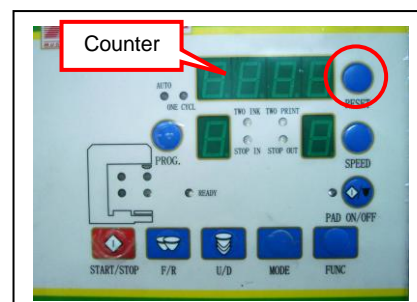 Counter
AUTO
ONE CYCL
RESET
TWO INK TWO PRINT
STOP IN STOP OUT
PROG.
SPEED
READY
PAD ON/OFF
START/STOP F/R U/D MODE FUNC